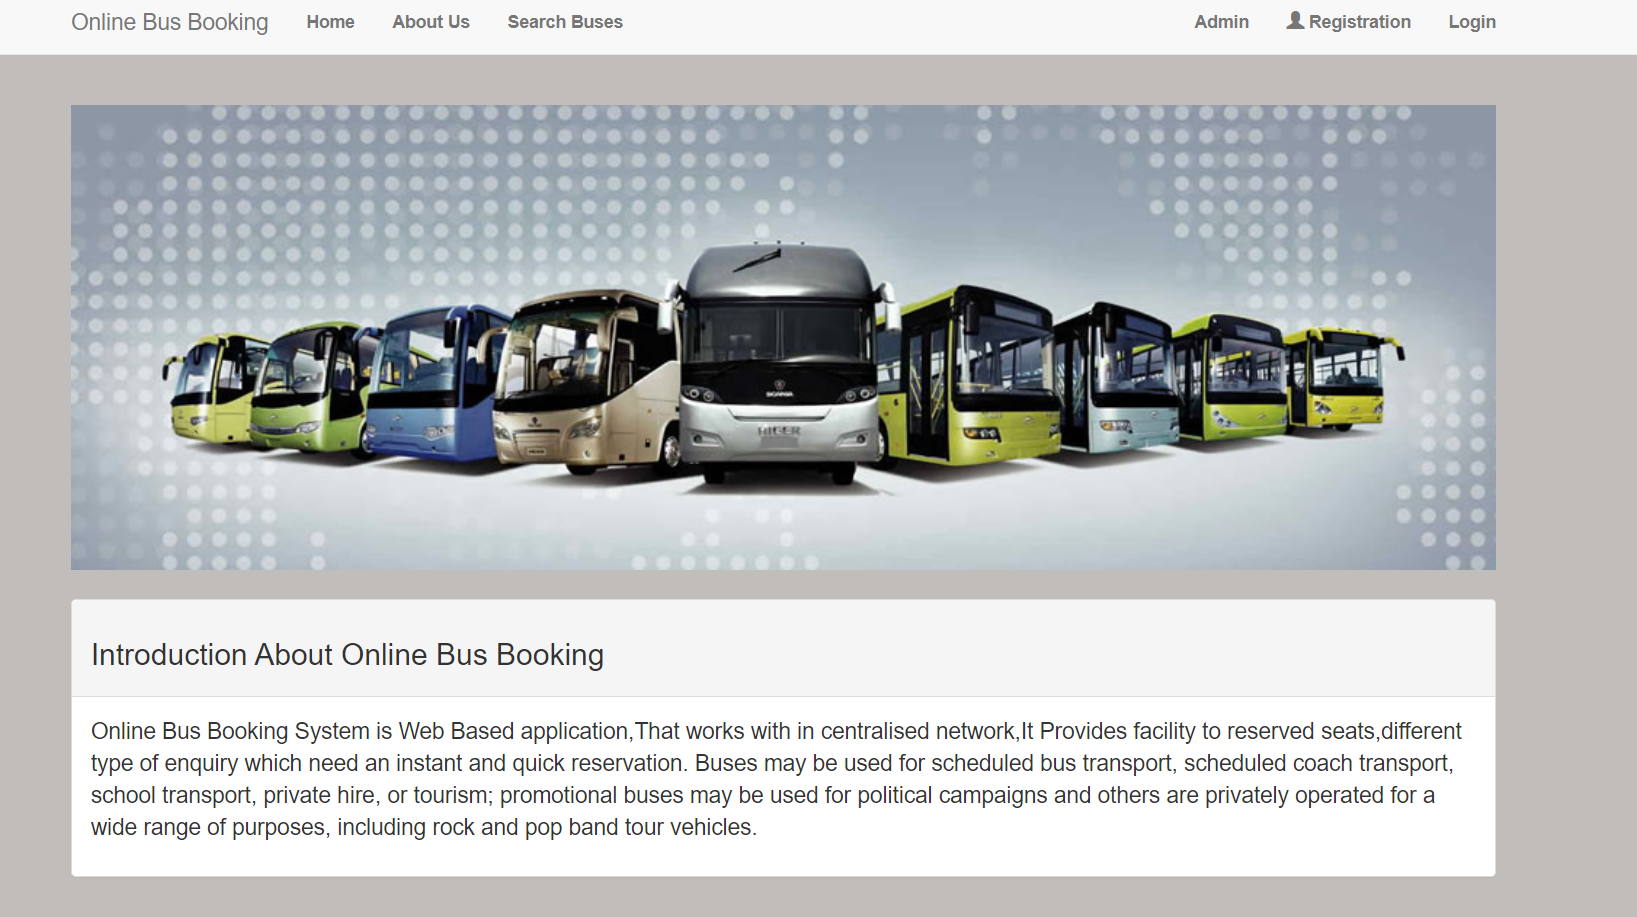 Online Bus Booking Home About Us Search Buses Admin Registration Login
SCANIA
HIGER
Introduction About Online Bus Booking
Online Bus Booking System is Web Based application,That works with in centralised network,It Provides facility to reserved seats,different
type of enquiry which need an instant and quick reservation. Buses may be used for scheduled bus transport, scheduled coach transport,
school transport, private hire, or tourism; promotional buses may be used for political campaigns and others are privately operated for a
wide range of purposes, including rock and pop band tour vehicles.